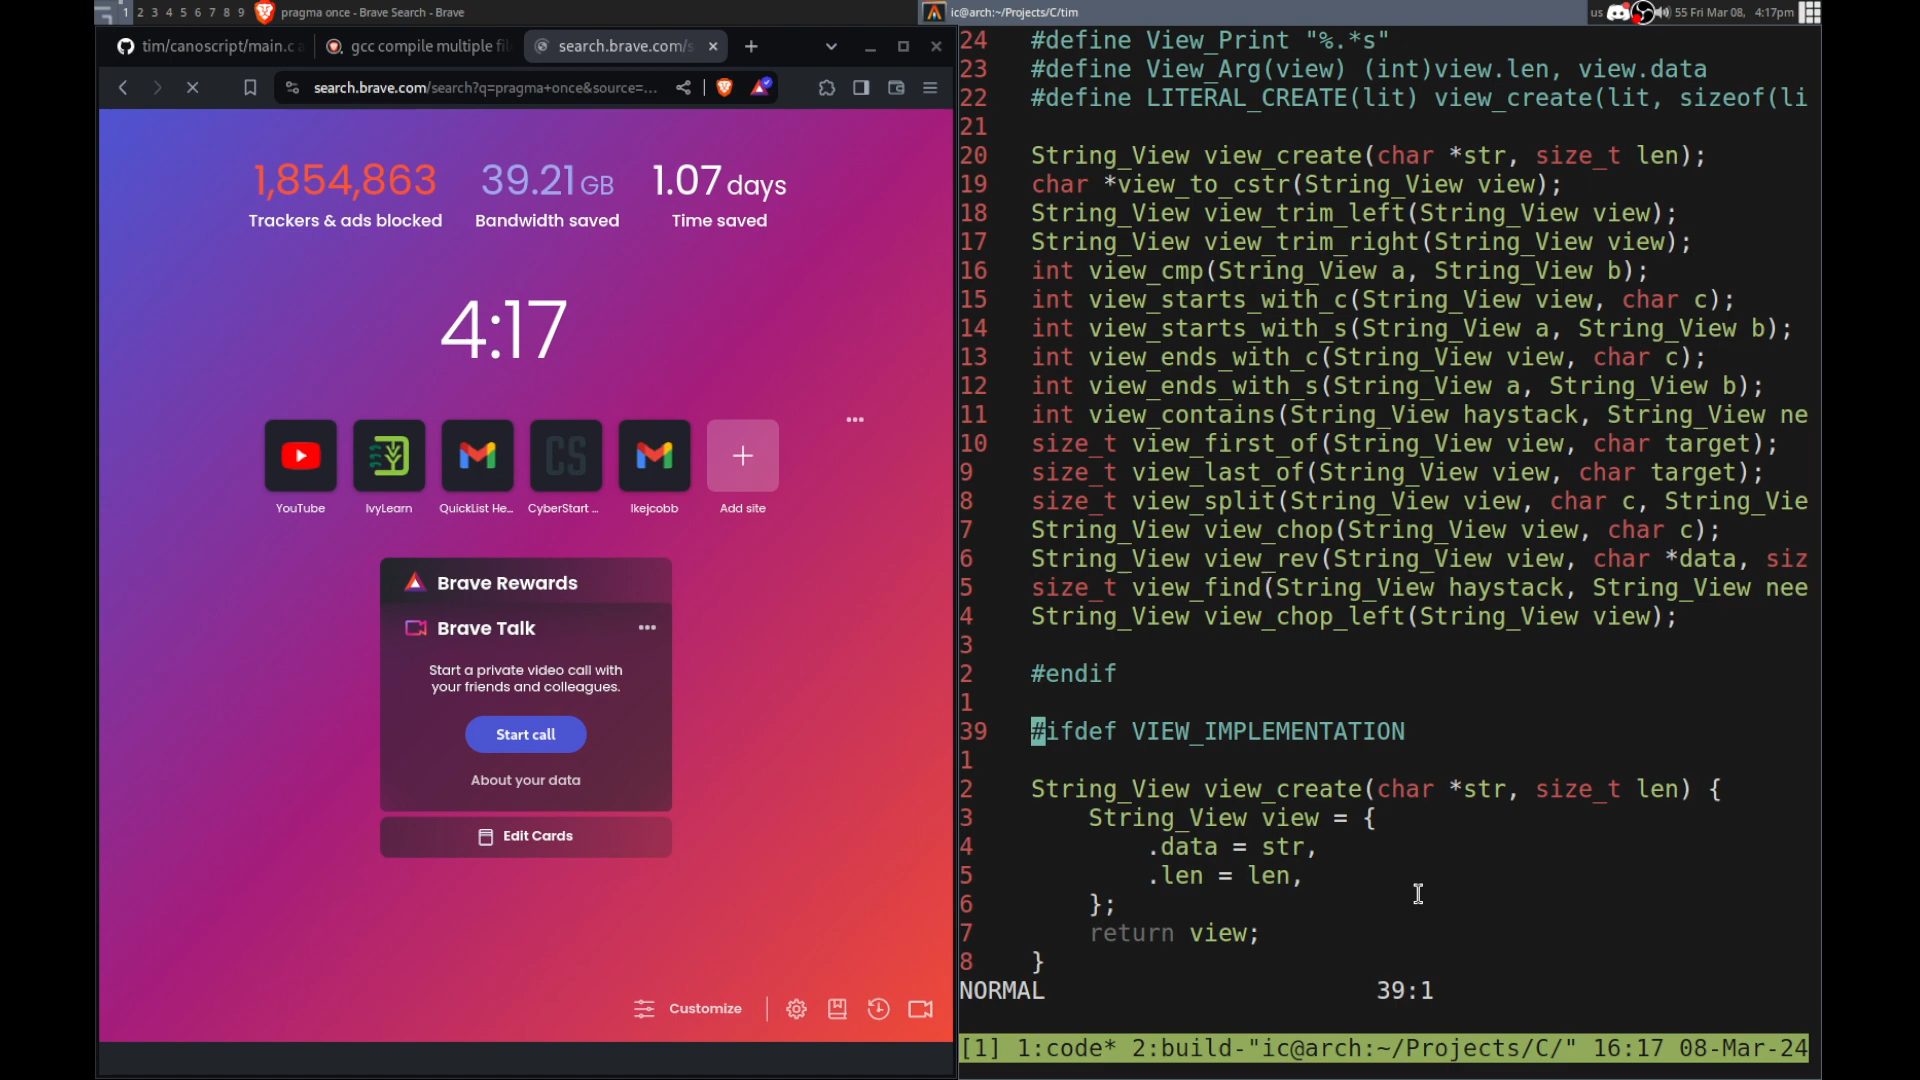 1 2 3 4 5 6 7 8 9 pragma once - Brave Search - Brave
ic@arch:~/Projects/C/tim
us 55 Fri Mar 08, 4:17pm
tim/canoscript/main.c a
gcc compile multiple fil
search.brave.com/s
search.brave.com/search?q=pragma+once&source=...
1,854,863 39.21 GB 1.07 days
Trackers & ads blocked Bandwidth saved Time saved
4:17
YouTube IvyLearn QuickList He... CyberStart ... Ikejcobb Add site
CS
Brave Rewards
Brave Talk
Start a private video call with
your friends and colleagues.
Start call
About your data
Edit Cards
Customize
24 #define View_Print "%.*s"
23 #define View_Arg(view) (int)view.len, view.data
22 #define LITERAL_CREATE(lit) view_create(lit, sizeof(li
21
20 String_View view_create(char *str, size_t len);
19 char *view_to_cstr(String_View view);
18 String_View view_trim_left(String_View view);
17 String_View view_trim_right(String_View view);
16 int view_cmp(String_View a, String_View b);
15 int view_starts_with_c(String_View view, char c);
14 int view_starts_with_s(String_View a, String_View b);
13 int view_ends_with_c(String_View view, char c);
12 int view_ends_with_s(String_View a, String_View b);
11 int view_contains(String_View haystack, String_View ne
10 size_t view_first_of(String_View view, char target);
9 size_t view_last_of(String_View view, char target);
8 size_t view_split(String_View view, char c, String_Vie
7 String_View view_chop(String_View view, char c);
6 String_View view_rev(String_View view, char *data, siz
5 size_t view_find(String_View haystack, String_View nee
4 String_View view_chop_left(String_View view);
3
2 #endif
1
39 #ifdef VIEW_IMPLEMENTATION
1
2 String_View view_create(char *str, size_t len) {
3 String_View view = {
4 .data = str,
5 .len = len,
6 };
7 return view;
8 }
NORMAL 39:1
[1] 1:code* 2:build-"ic@arch:~/Projects/C/" 16:17 08-Mar-24